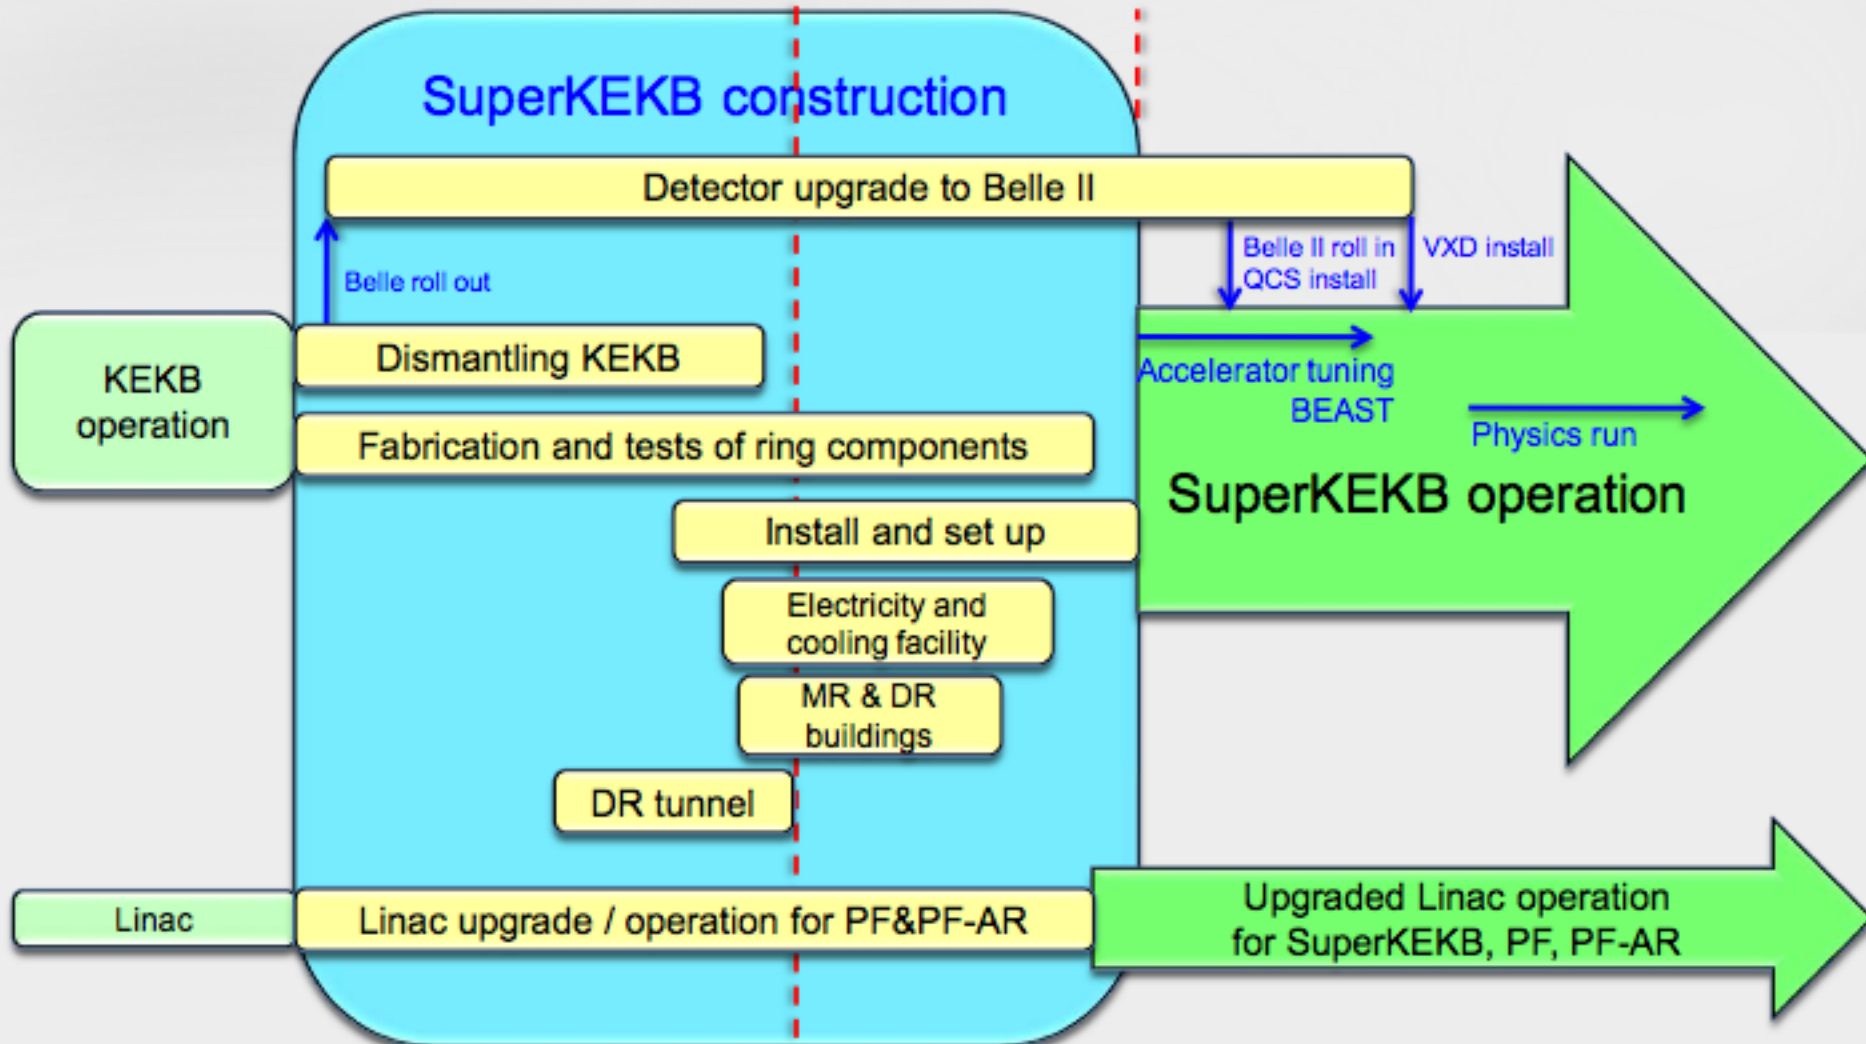 SuperKEKB construction
Detector upgrade to Belle II
Belle roll out
Belle II roll in
QCS install
VXD install
KEKB
operation
Dismantling KEKB
Accelerator tuning
BEAST
Physics run
Fabrication and tests of ring components
SuperKEKB operation
Install and set up
Electricity and
cooling facility
MR & DR
buildings
DR tunnel
Linac
Linac upgrade / operation for PF&PF-AR
Upgraded Linac operation
for SuperKEKB, PF, PF-AR